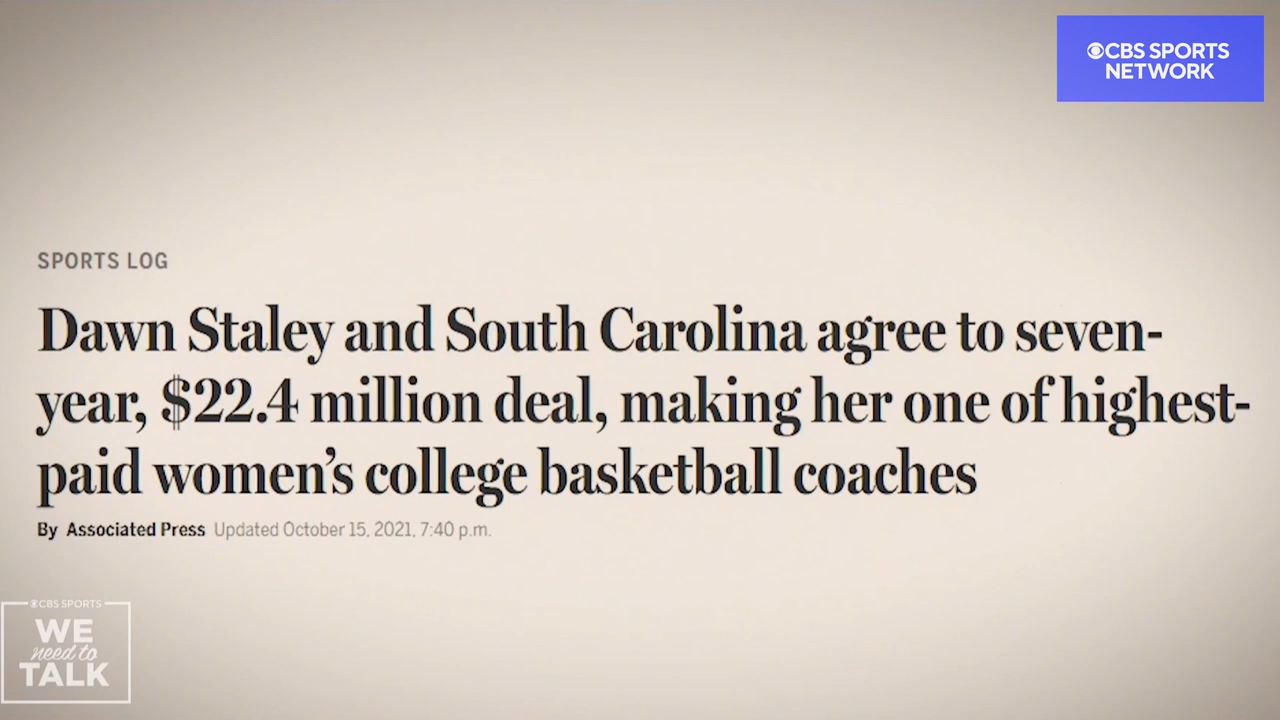 CBS SPORTS
NETWORK
SPORTS LOG
Dawn Staley and South Carolina agree to seven-
year, $22.4 million deal, making her one of highest-
paid women’s college basketball coaches
By Associated Press Updated October 15, 2021, 7:40 p.m.
CBS SPORTS
WE
need to
TALK